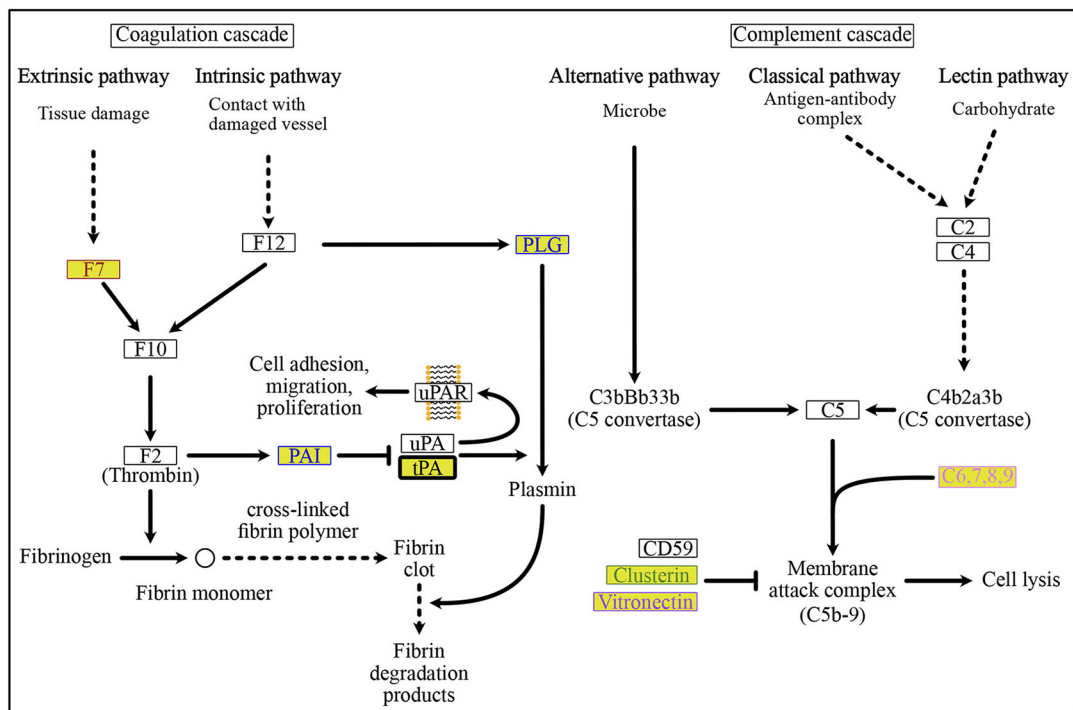 Coagulation cascade
Extrinsic pathway
Tissue damage
Intrinsic pathway
Contact with
damaged vessel
F12
PLG
F7
F10
Cell adhesion,
migration,
proliferation
uPAR
F2
(Thrombin)
PAI
uPA
tPA
Plasmin
Fibrinogen
Fibrin monomer
cross-linked
fibrin polymer
Fibrin
clot
Fibrin
degradation
products
Complement cascade
Alternative pathway
Microbe
Classical pathway
Antigen-antibody
complex
Lectin pathway
Carbohydrate
C2
C4
C3bBb33b
(C5 convertase)
C5
C4b2a3b
(C5 convertase)
C6,7,8,9
CD59
Clusterin
Vitronectin
Membrane
attack complex
(C5b-9)
Cell lysis